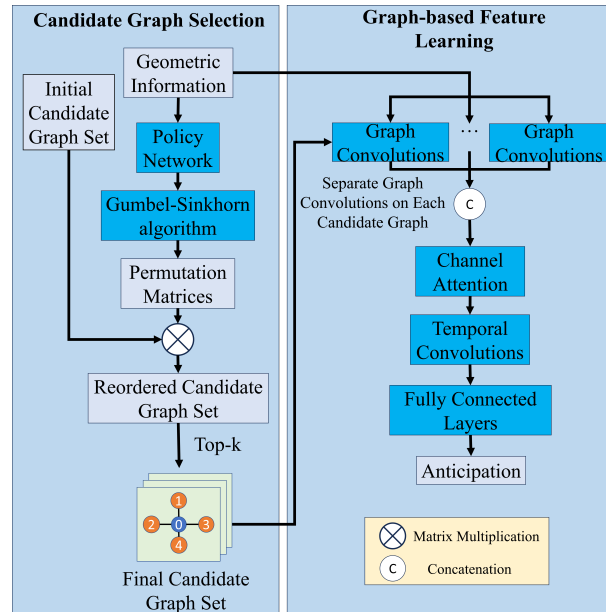 Candidate Graph Selection
Geometric
Information
Initial
Candidate
Graph Set
Policy
Network
Gumbel-Sinkhorn
algorithm
Permutation
Matrices
Reordered Candidate
Graph Set
Top-k
1
2
0
3
4
Final Candidate
Graph Set
Graph-based Feature
Learning
Graph
Convolutions
...
Graph
Convolutions
Separate Graph
Convolutions on Each
Candidate Graph
C
Channel
Attention
Temporal
Convolutions
Fully Connected
Layers
Anticipation
Matrix Multiplication
C
Concatenation